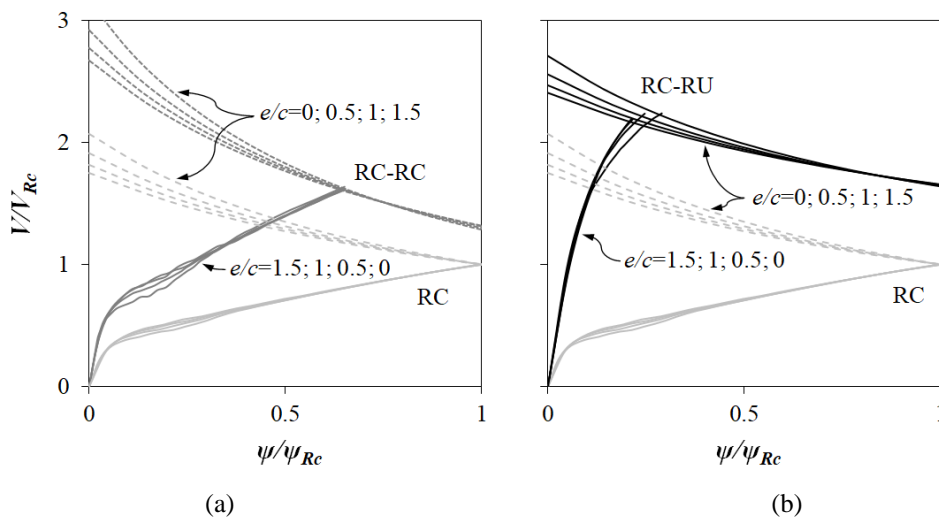 3
2
1
0
V/V_Rc
e/c=0; 0.5; 1; 1.5
RC-RC
e/c=1.5; 1; 0.5; 0
RC
0
0.5
1
ψ/ψ_Rc
(a)
RC-RU
e/c=0; 0.5; 1; 1.5
e/c=1.5; 1; 0.5; 0
RC
0
0.5
1
ψ/ψ_Rc
(b)